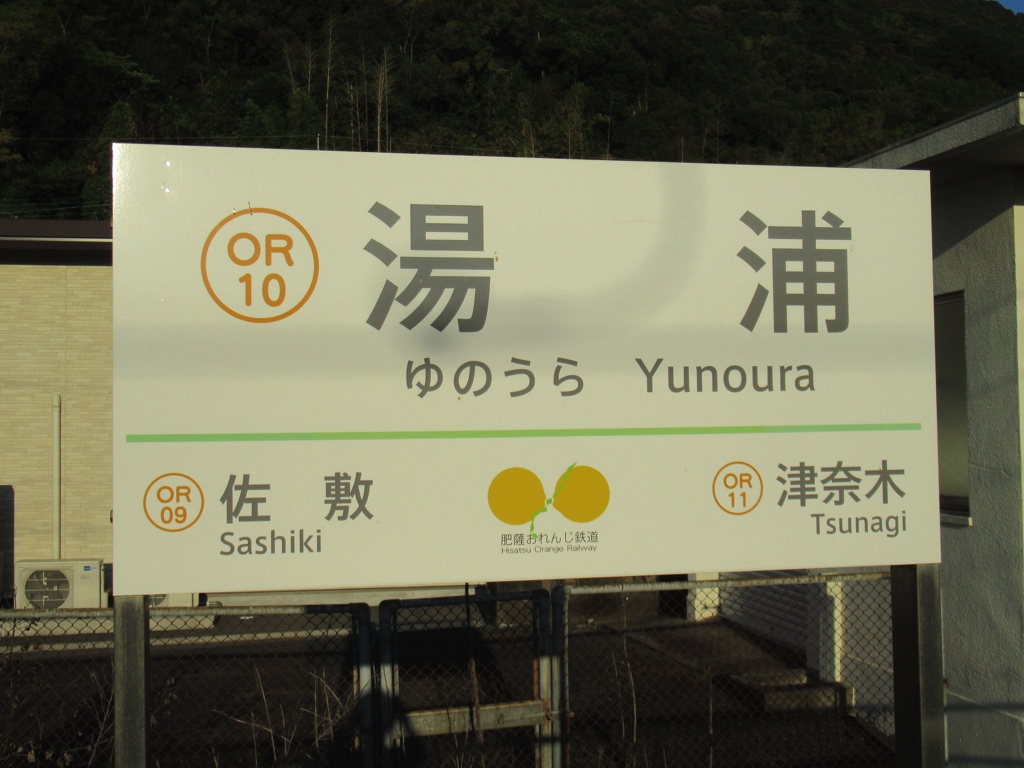 OR
10
湯浦
ゆのうら Yunoura
OR
09
佐敷
Sashiki
肥薩おれんじ鉄道
Hisatsu Orange Railway
OR
11
津奈木
Tsunagi